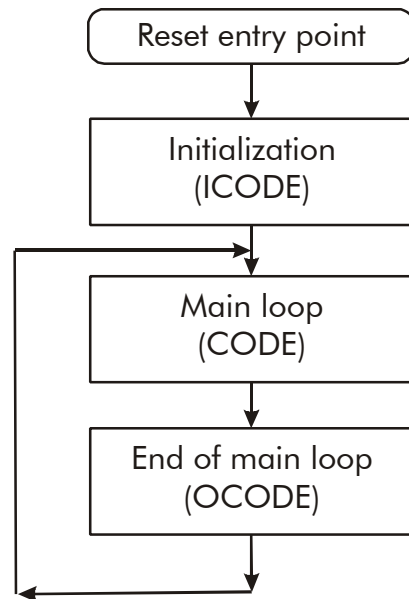 Reset entry point
Initialization
(ICODE)
Main loop
(CODE)
End of main loop
(OCODE)